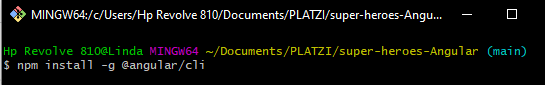 MINGW64:/c/Users/Hp Revolve 810/Documents/PLATZI/super-heroes-Angu...
Hp Revolve 810@Linda MINGW64 ~/Documents/PLATZI/super-heroes-Angular (main)
$ npm install -g @angular/cli